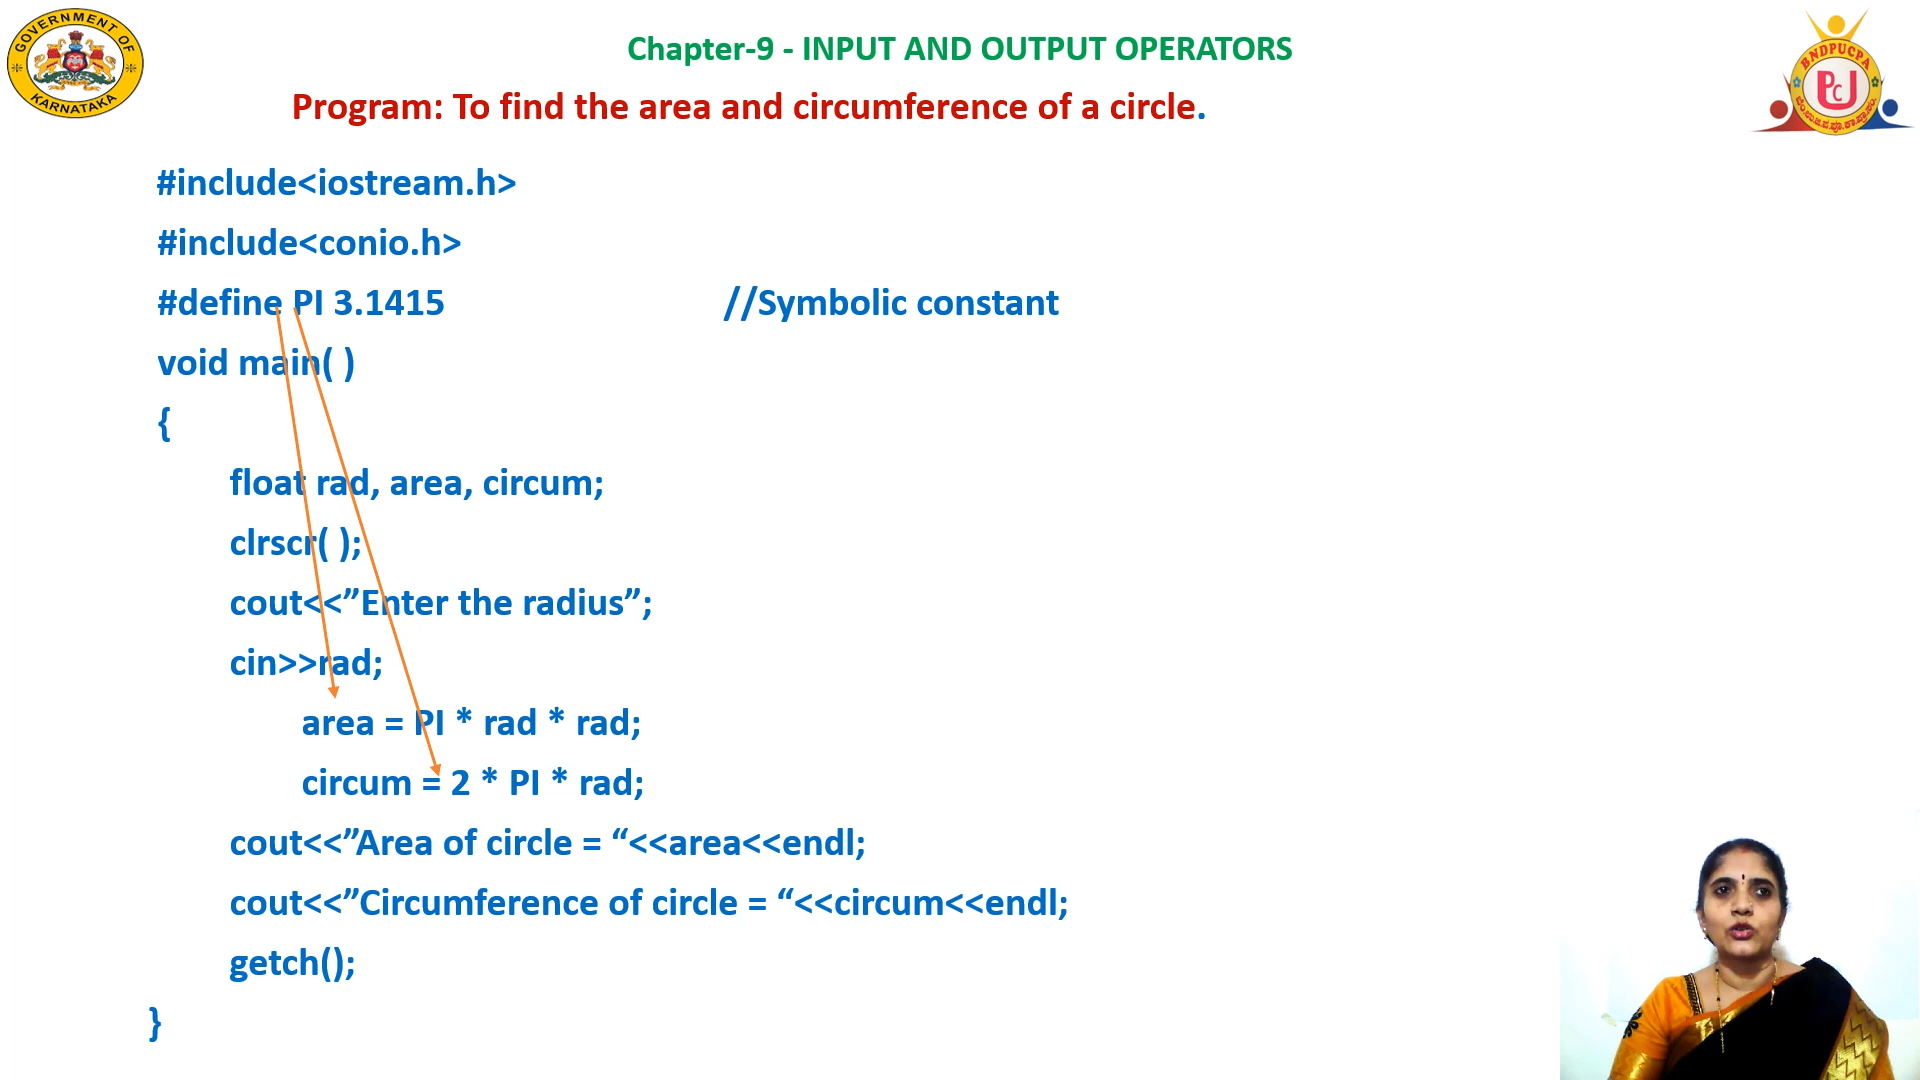 GOVERNMENT OF
KARNATAKA
Chapter-9 - INPUT AND OUTPUT OPERATORS
BNDPUCPA
PCU
Program: To find the area and circumference of a circle.
#include<iostream.h>
#include<conio.h>
#define PI 3.1415 //Symbolic constant
void main( )
{
float rad, area, circum;
clrscr( );
cout<<”Enter the radius”;
cin>>rad;
area = PI * rad * rad;
circum = 2 * PI * rad;
cout<<”Area of circle = “<<area<<endl;
cout<<”Circumference of circle = “<<circum<<endl;
getch();
}